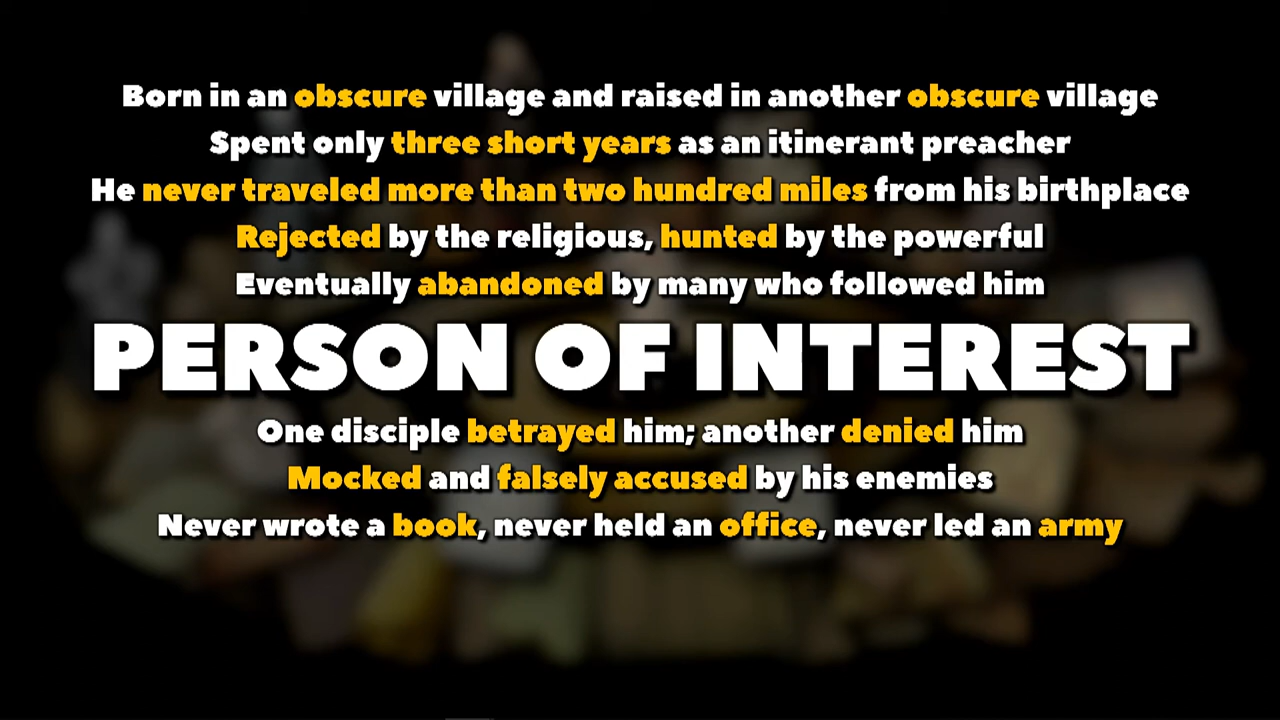 Born in an obscure village and raised in another obscure village
Spent only three short years as an itinerant preacher
He never traveled more than two hundred miles from his birthplace
Rejected by the religious, hunted by the powerful
Eventually abandoned by many who followed him
PERSON OF INTEREST
One disciple betrayed him; another denied him
Mocked and falsely accused by his enemies
Never wrote a book, never held an office, never led an army